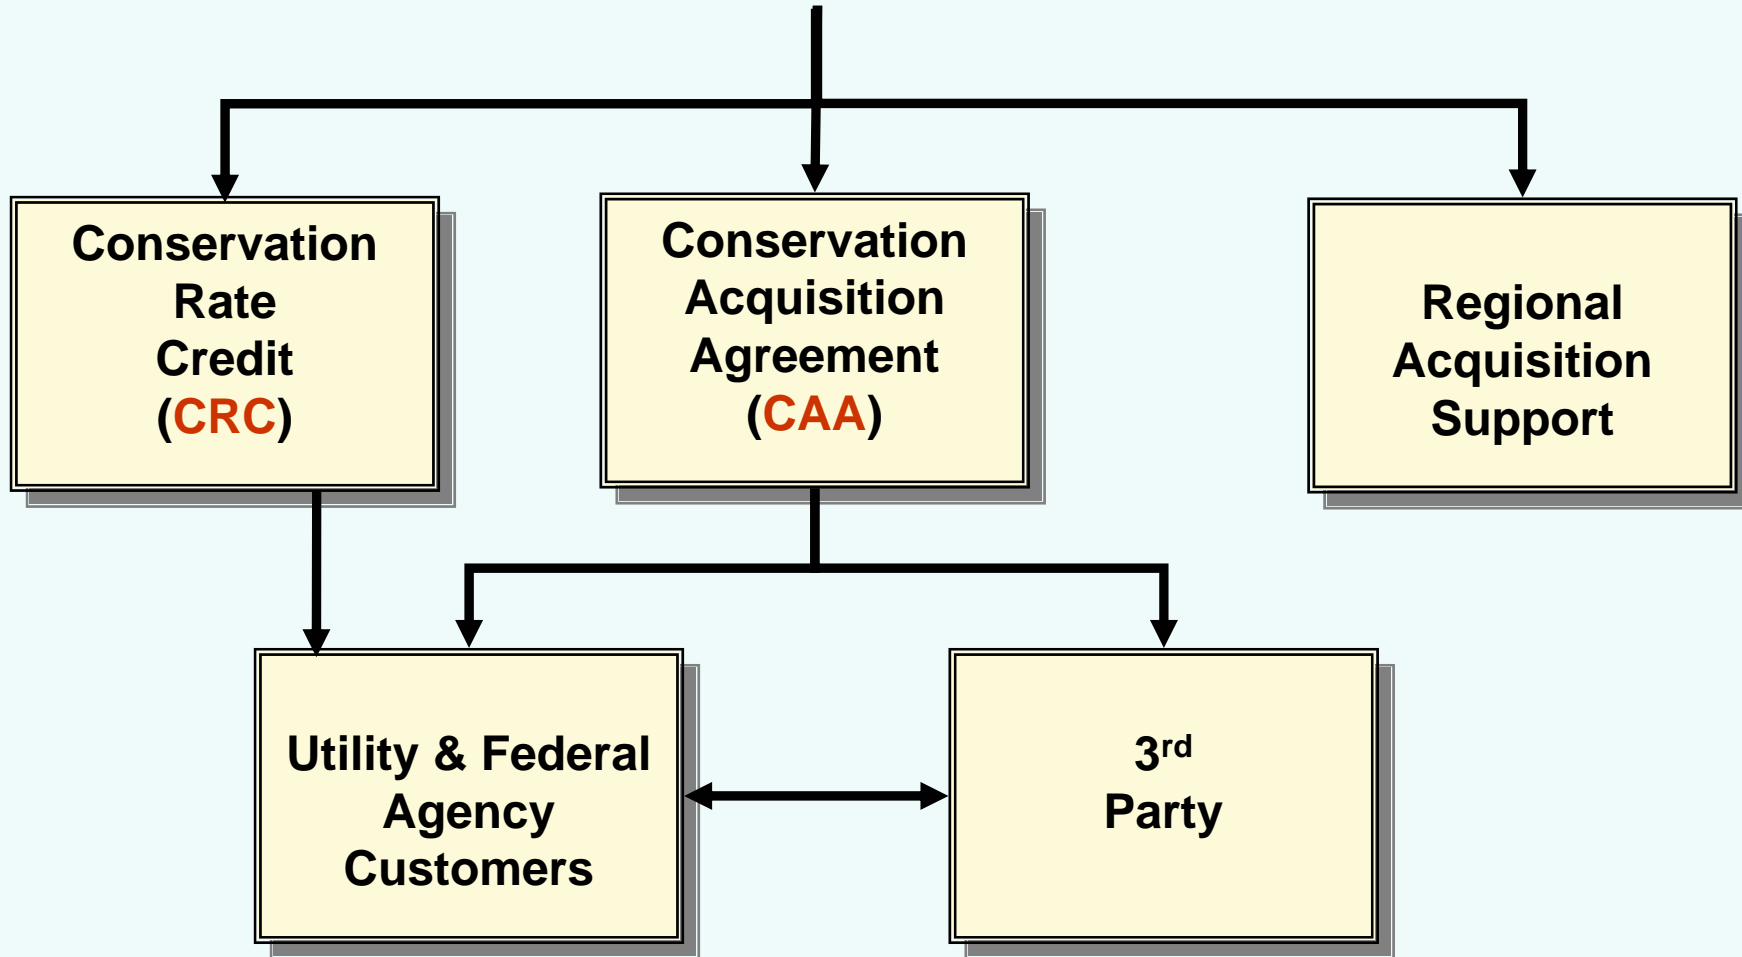 Conservation
Rate
Credit
(CRC)
Conservation
Acquisition
Agreement
(CAA)
Regional
Acquisition
Support
Utility & Federal
Agency
Customers
3rd
Party